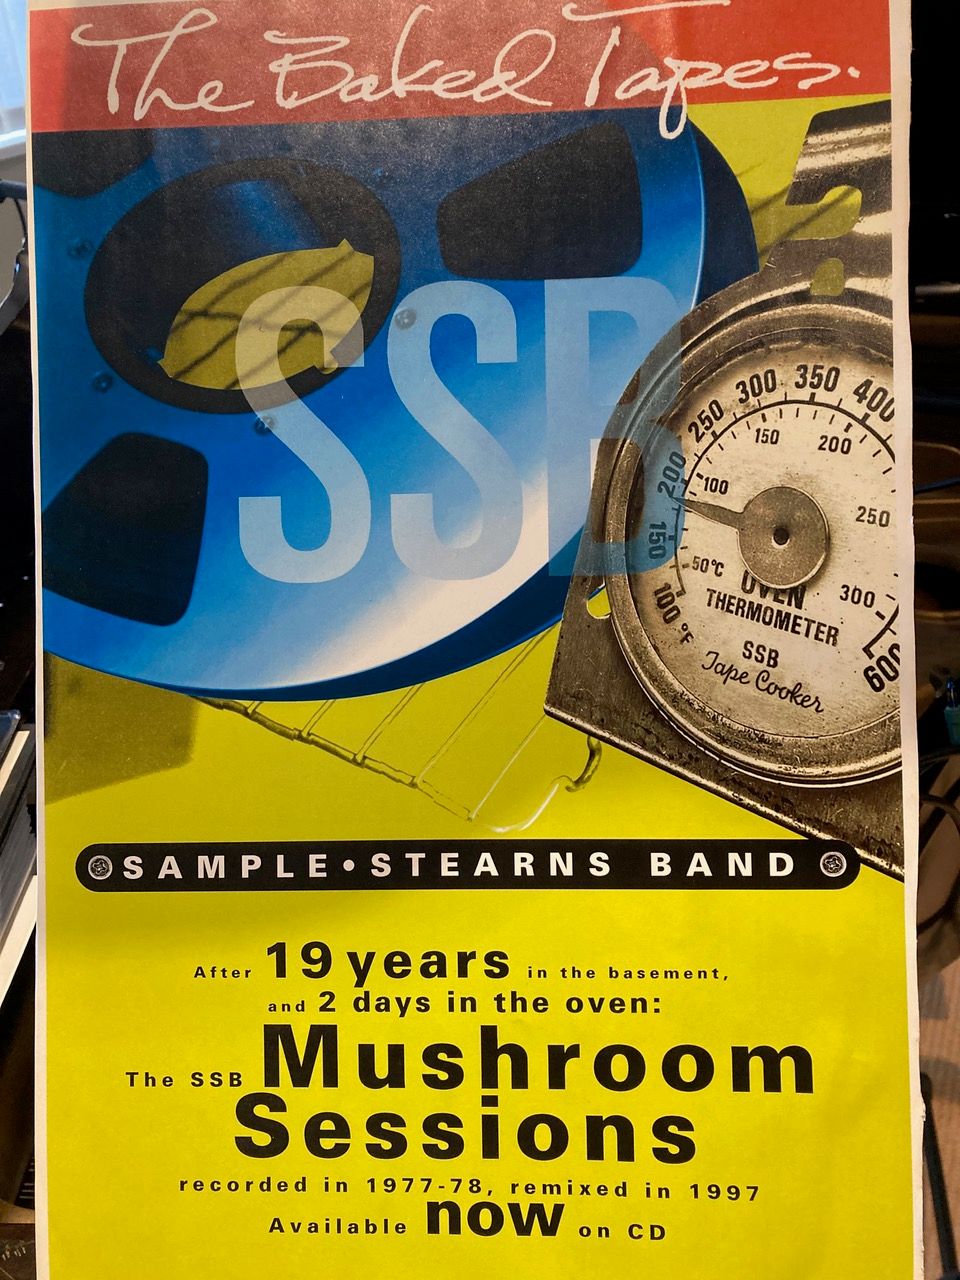 The Baked Tapes.
SSB
300 350 400
250
200
150
100 °F
600
150 200
100
250
50°C
300
OVEN
THERMOMETER
SSB
Tape Cooker
SAMPLE•STEARNS BAND
After 19 years in the basement,
and 2 days in the oven:
The SSB Mushroom
Sessions
recorded in 1977-78, remixed in 1997
Available now on CD